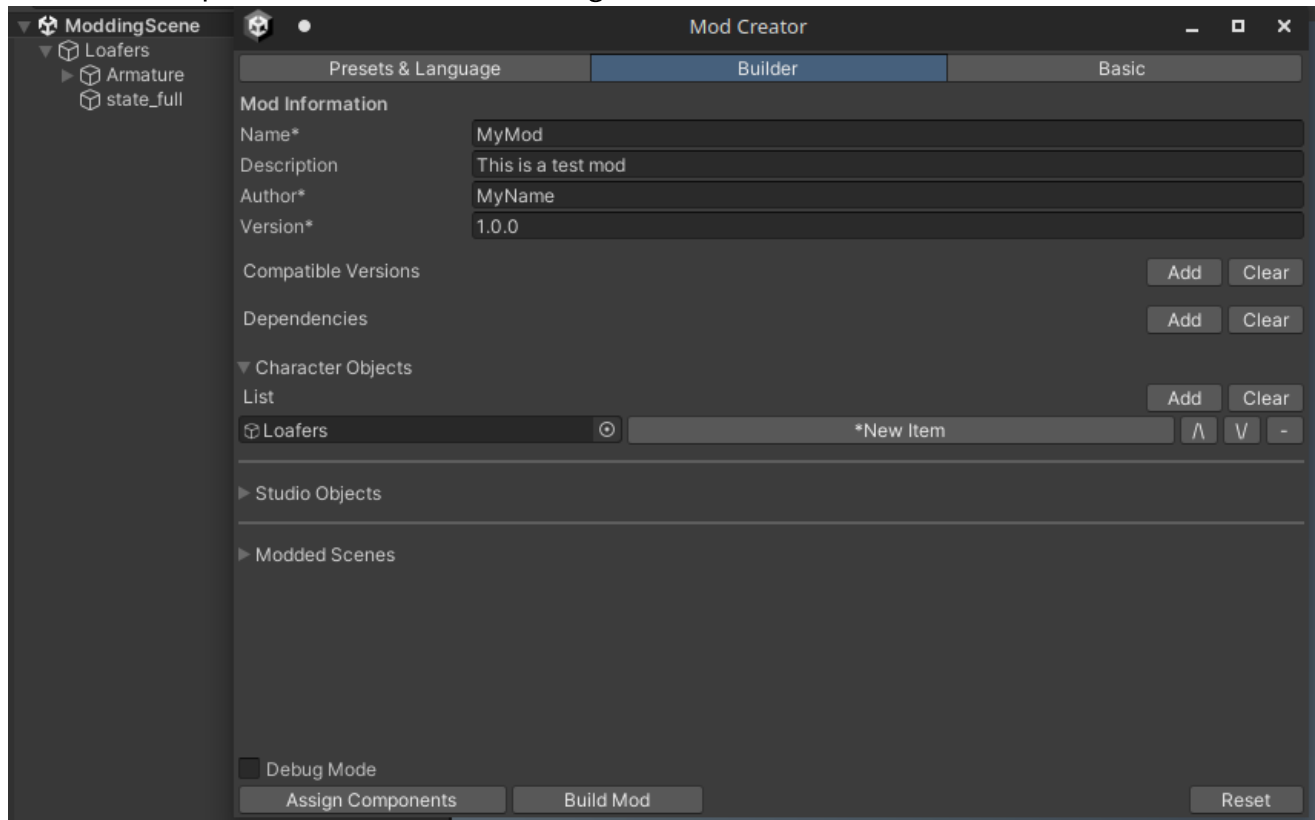 ModdingScene
Loafers
Armature
state_full
Mod Creator
Presets & Language Builder Basic
Mod Information
Name* MyMod
Description This is a test mod
Author* MyName
Version* 1.0.0
Compatible Versions Add Clear
Dependencies Add Clear
Character Objects
List Add Clear
Loafers *New Item /\ \/ -
Studio Objects
Modded Scenes
Debug Mode
Assign Components Build Mod Reset